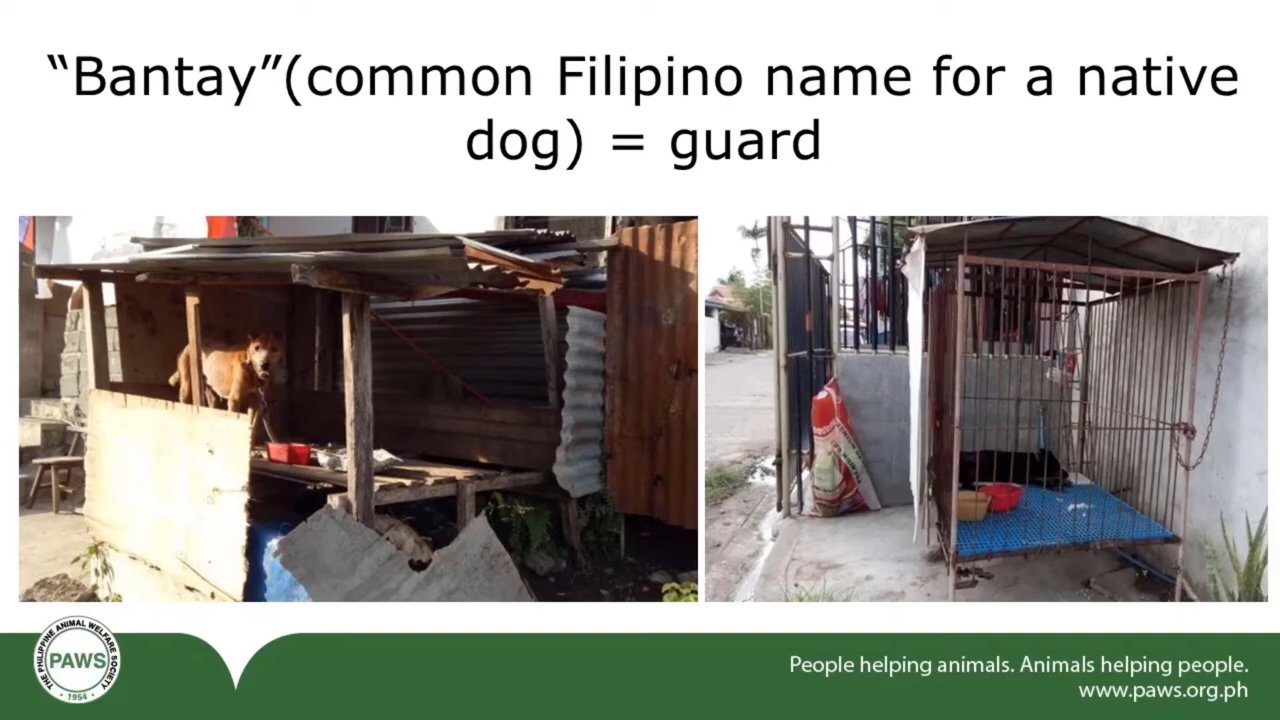 “Bantay”(common Filipino name for a native
dog) = guard
THE PHILIPPINE ANIMAL WELFARE SOCIETY
PAWS
• 1954 •
People helping animals. Animals helping people.
www.paws.org.ph